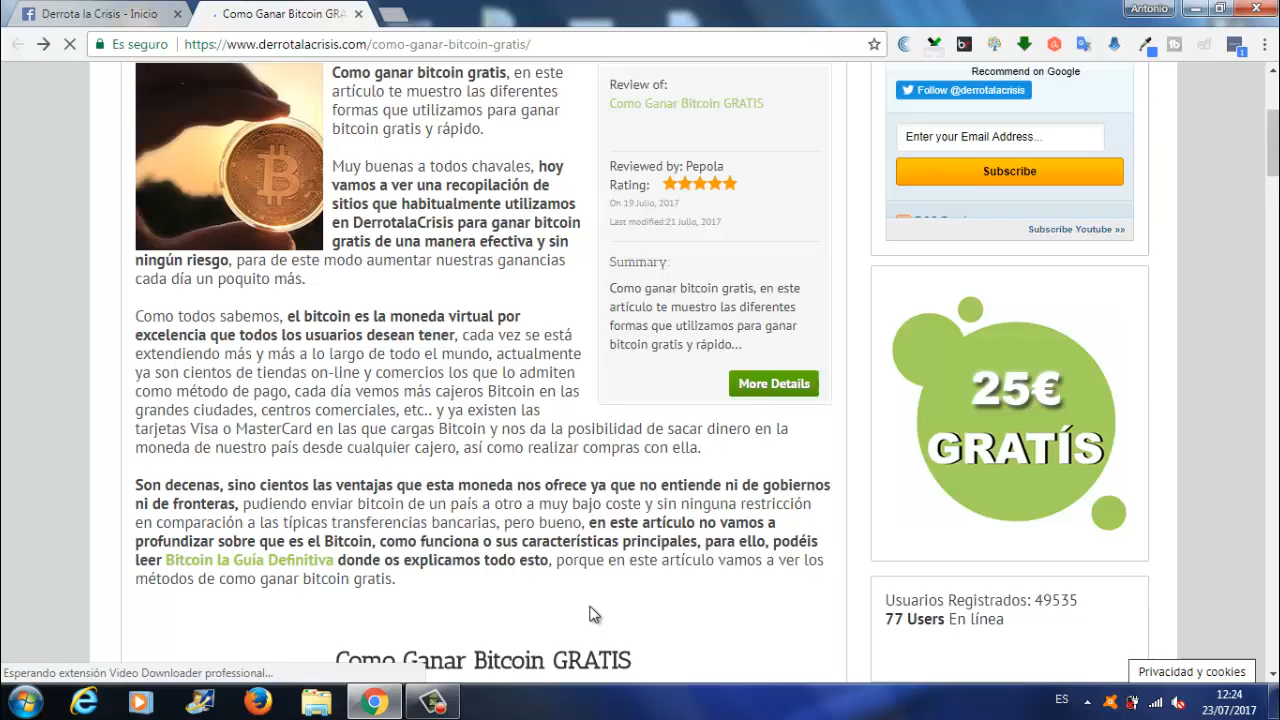 Derrota la Crisis - Inicio
Como Ganar Bitcoin GRA
Antonio
Es seguro
https://www.derrotalacrisis.com/como-ganar-bitcoin-gratis/
Como ganar bitcoin gratis, en este
artículo te muestro las diferentes
formas que utilizamos para ganar
bitcoin gratis y rápido.
Muy buenas a todos chavales, hoy
vamos a ver una recopilación de
sitios que habitualmente utilizamos
en DerrotalaCrisis para ganar bitcoin
gratis de una manera efectiva y sin
ningún riesgo, para de este modo aumentar nuestras ganancias
cada día un poquito más.
Como todos sabemos, el bitcoin es la moneda virtual por
excelencia que todos los usuarios desean tener, cada vez se está
extendiendo más y más a lo largo de todo el mundo, actualmente
ya son cientos de tiendas on-line y comercios los que lo admiten
como método de pago, cada día vemos más cajeros Bitcoin en las
grandes ciudades, centros comerciales, etc.. y ya existen las
tarjetas Visa o MasterCard en las que cargas Bitcoin y nos da la posibilidad de sacar dinero en la
moneda de nuestro país desde cualquier cajero, así como realizar compras con ella.
Son decenas, sino cientos las ventajas que esta moneda nos ofrece ya que no entiende ni de gobiernos
ni de fronteras, pudiendo enviar bitcoin de un país a otro a muy bajo coste y sin ninguna restricción
en comparación a las típicas transferencias bancarias, pero bueno, en este artículo no vamos a
profundizar sobre que es el Bitcoin, como funciona o sus características principales, para ello, podéis
leer Bitcoin la Guía Definitiva donde os explicamos todo esto, porque en este artículo vamos a ver los
métodos de como ganar bitcoin gratis.
Como Ganar Bitcoin GRATIS
Review of:
Como Ganar Bitcoin GRATIS
Reviewed by: Pepola
Rating:
On 19 Julio, 2017
Last modified:21 Julio, 2017
Summary:
Como ganar bitcoin gratis, en este
artículo te muestro las diferentes
formas que utilizamos para ganar
bitcoin gratis y rápido...
More Details
Recommend on Google
Follow @derrotalacrisis
Enter your Email Address...
Subscribe
Subscribe Youtube »»
25€
GRATÍS
Usuarios Registrados: 49535
77 Users En línea
Privacidad y cookies
Esperando extensión Video Downloader professional...
ES
12:24
23/07/2017